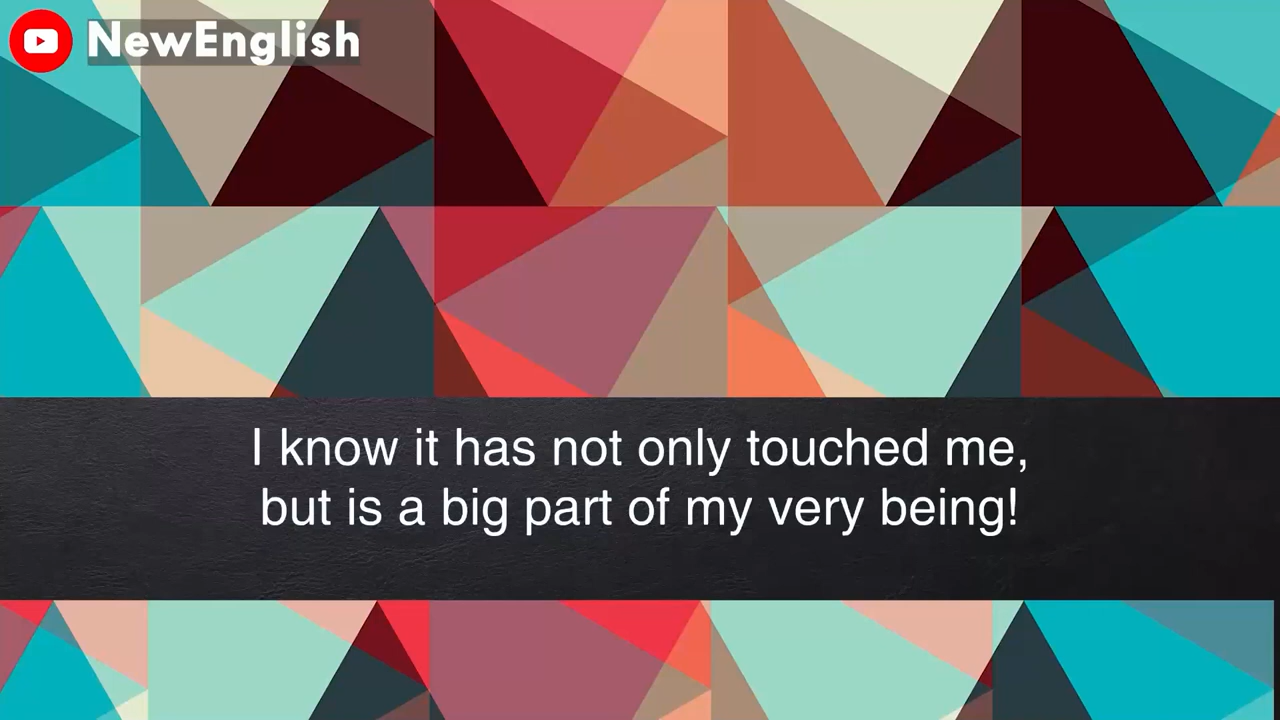 NewEnglish
I know it has not only touched me,
but is a big part of my very being!